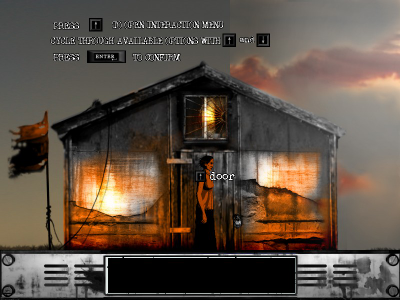 PRESS ↑ TO OPEN INTERACTION MENU
CYCLE THROUGH AVAILABLE OPTIONS WITH ↑ and ↓
PRESS ENTER TO CONFIRM
↑ door